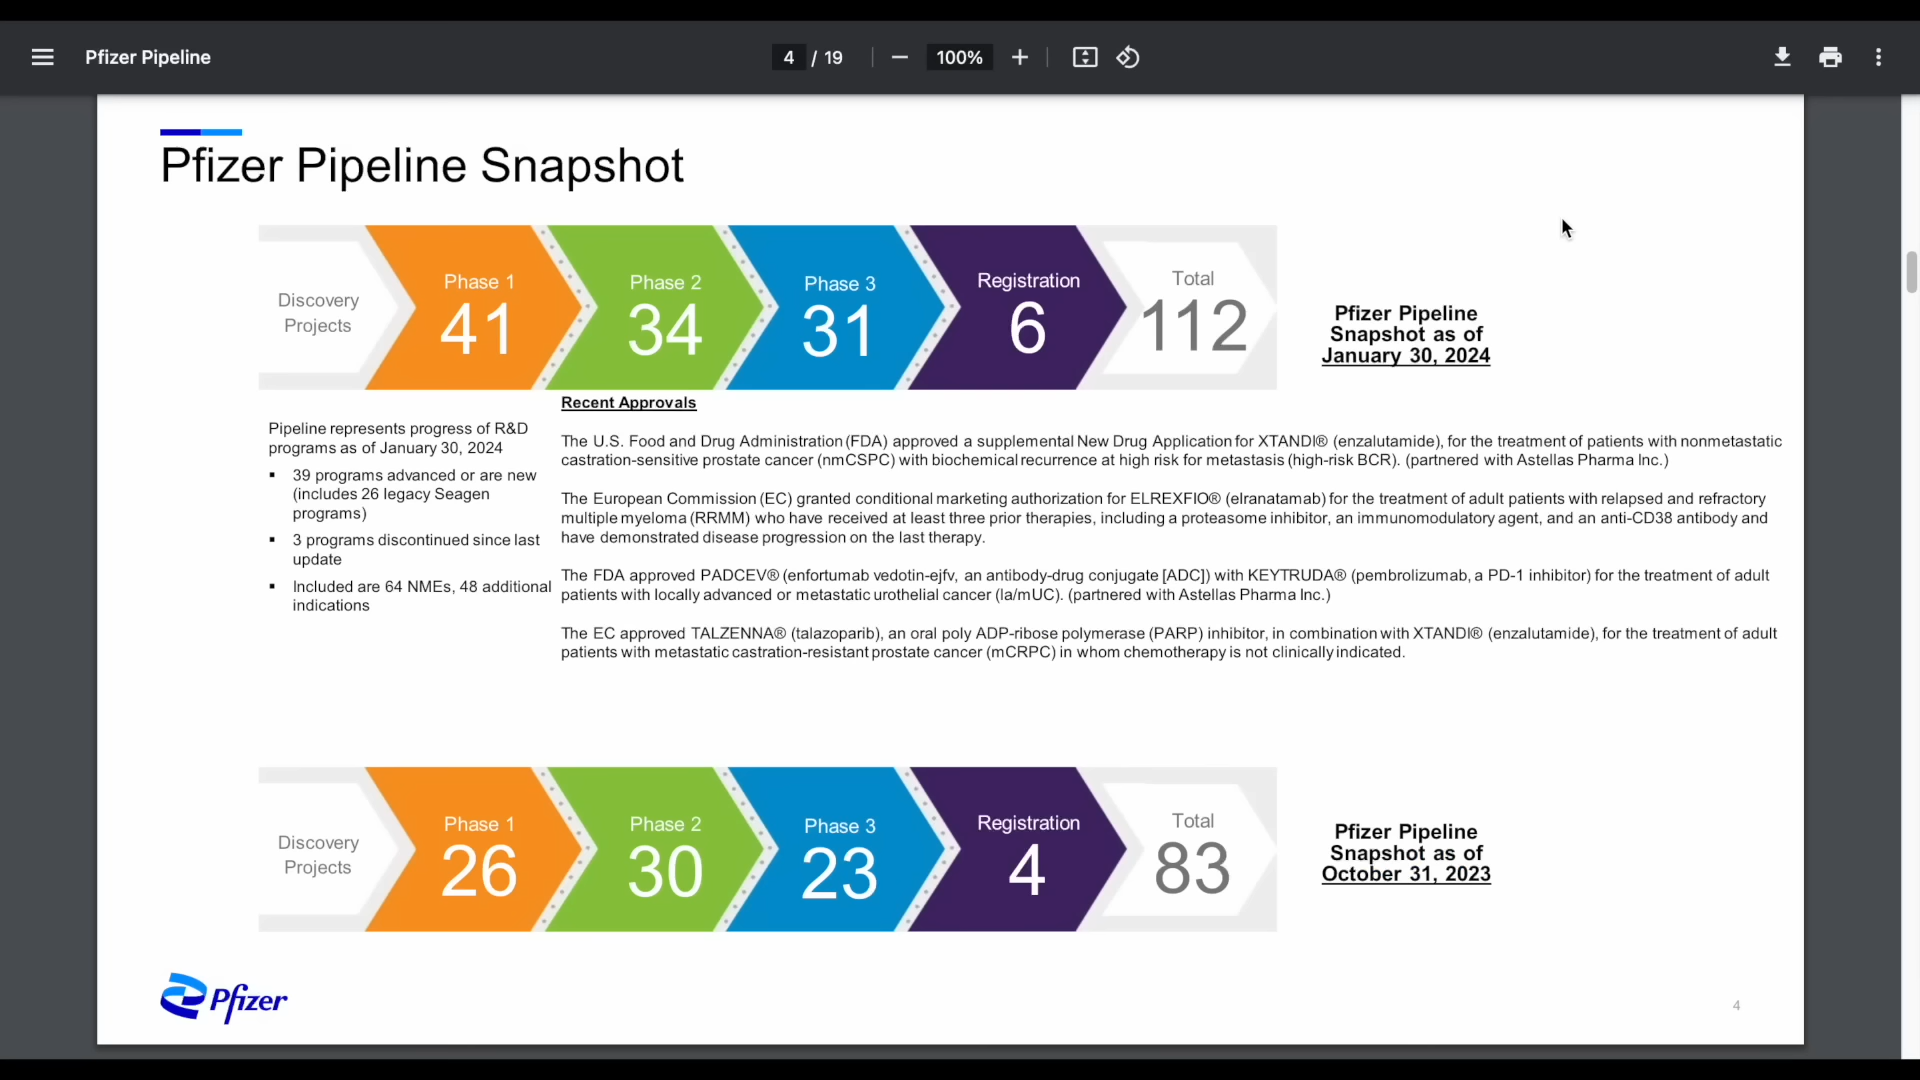 Pfizer Pipeline
4 / 19
100%
Pfizer Pipeline Snapshot
Discovery
Projects
Phase 1
41
Phase 2
34
Phase 3
31
Registration
6
Total
112
Pfizer Pipeline
Snapshot as of
January 30, 2024
Pipeline represents progress of R&D
programs as of January 30, 2024
▪ 39 programs advanced or are new
(includes 26 legacy Seagen
programs)
▪ 3 programs discontinued since last
update
▪ Included are 64 NMEs, 48 additional
indications
Recent Approvals
The U.S. Food and Drug Administration (FDA) approved a supplemental New Drug Application for XTANDI® (enzalutamide), for the treatment of patients with nonmetastatic
castration-sensitive prostate cancer (nmCSPC) with biochemical recurrence at high risk for metastasis (high-risk BCR). (partnered with Astellas Pharma Inc.)
The European Commission (EC) granted conditional marketing authorization for ELREXFIO® (elranatamab) for the treatment of adult patients with relapsed and refractory
multiple myeloma (RRMM) who have received at least three prior therapies, including a proteasome inhibitor, an immunomodulatory agent, and an anti-CD38 antibody and
have demonstrated disease progression on the last therapy.
The FDA approved PADCEV® (enfortumab vedotin-ejfv, an antibody-drug conjugate [ADC]) with KEYTRUDA® (pembrolizumab, a PD-1 inhibitor) for the treatment of adult
patients with locally advanced or metastatic urothelial cancer (la/mUC). (partnered with Astellas Pharma Inc.)
The EC approved TALZENNA® (talazoparib), an oral poly ADP-ribose polymerase (PARP) inhibitor, in combination with XTANDI® (enzalutamide), for the treatment of adult
patients with metastatic castration-resistant prostate cancer (mCRPC) in whom chemotherapy is not clinically indicated.
Discovery
Projects
Phase 1
26
Phase 2
30
Phase 3
23
Registration
4
Total
83
Pfizer Pipeline
Snapshot as of
October 31, 2023
Pfizer
4